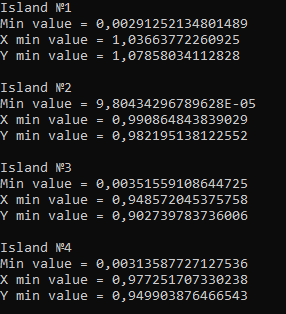 Island №1
Min value = 0,00291252134801489
X min value = 1,03663772260925
Y min value = 1,07858034112828
Island №2
Min value = 9,80434296789628E-05
X min value = 0,990864843839029
Y min value = 0,982195138122552
Island №3
Min value = 0,00351559108644725
X min value = 0,948572045375758
Y min value = 0,902739783736006
Island №4
Min value = 0,00313587727127536
X min value = 0,977251707330238
Y min value = 0,949903876466543